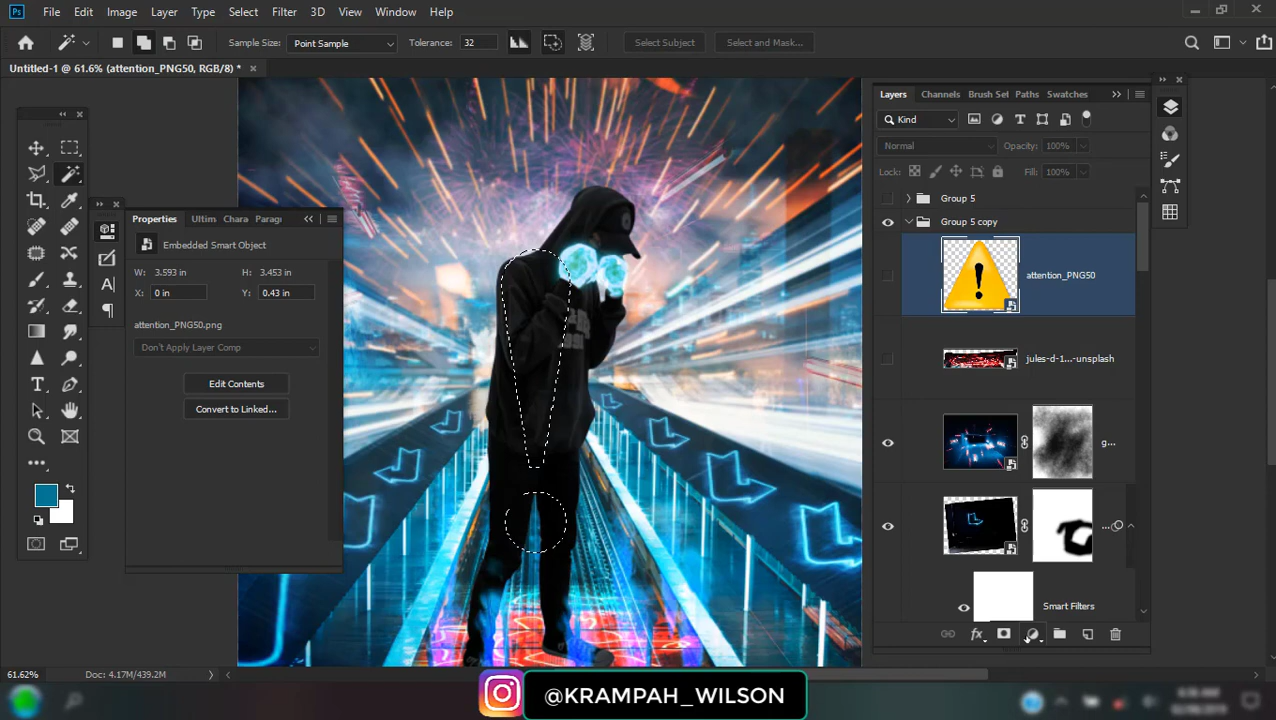 Ps File Edit Image Layer Type Select Filter 3D View Window Help
Sample Size: Point Sample Tolerance: 32 Select Subject Select and Mask...
Untitled-1 @ 61.6% (attention_PNG50, RGB/8) *
Properties Ultim Chara Paragi
Embedded Smart Object
W: 3.593 in H: 3.453 in
X: 0 in Y: 0.43 in
attention_PNG50.png
Don't Apply Layer Comp
Edit Contents
Convert to Linked...
Layers Channels Brush Set Paths Swatches
Kind
Normal Opacity: 100%
Lock: Fill: 100%
Group 5
Group 5 copy
attention_PNG50
jules-d-1...-unsplash
g...
...
Smart Filters
fx
61.62% Doc: 4.17M/439.2M
@KRAMPAH_WILSON